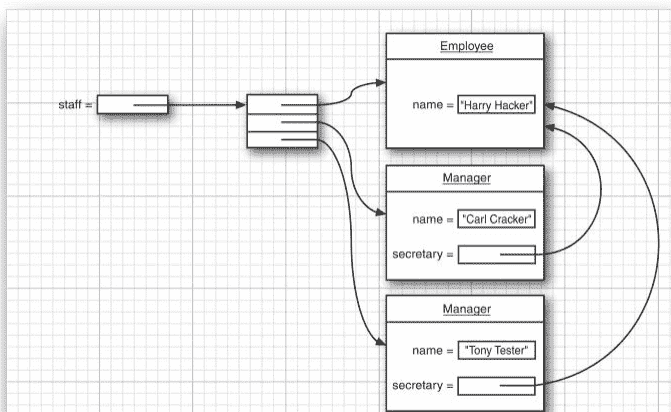 Employee
staff =
name = "Harry Hacker"
Manager
name = "Carl Cracker"
secretary =
Manager
name = "Tony Tester"
secretary =